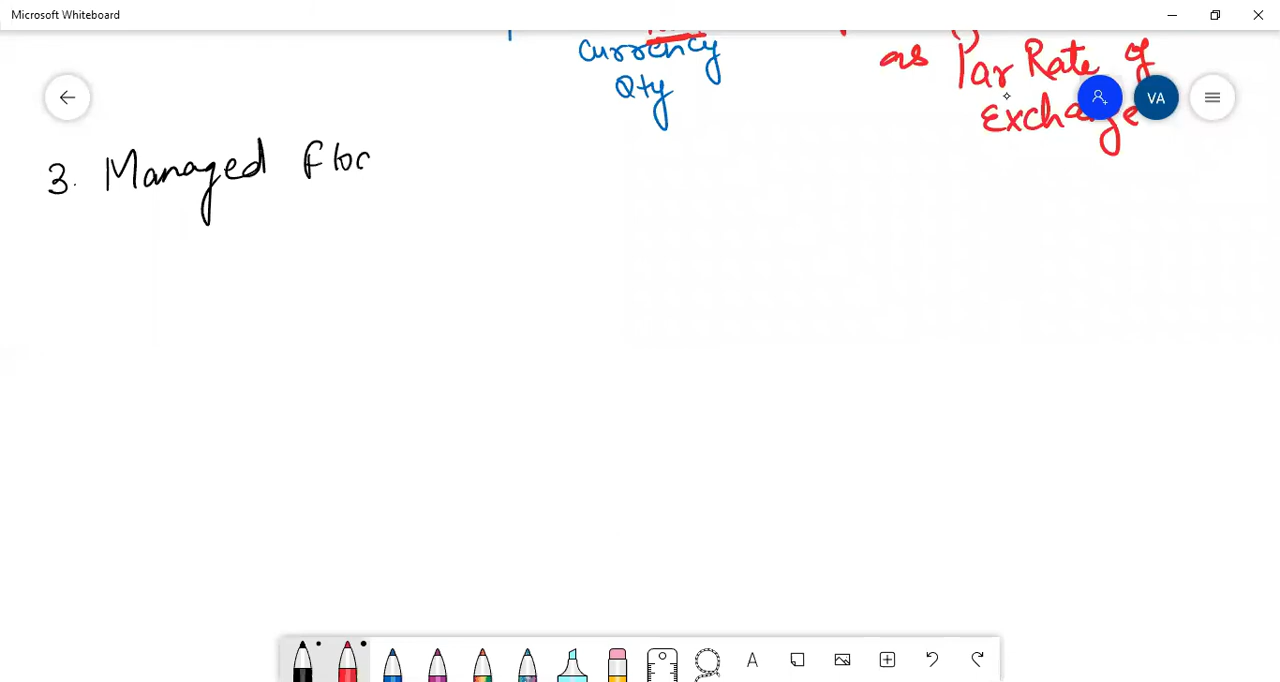 Microsoft Whiteboard
currency
Qty
as Par Rate of
Exchange
VA
3. Managed Floa
A